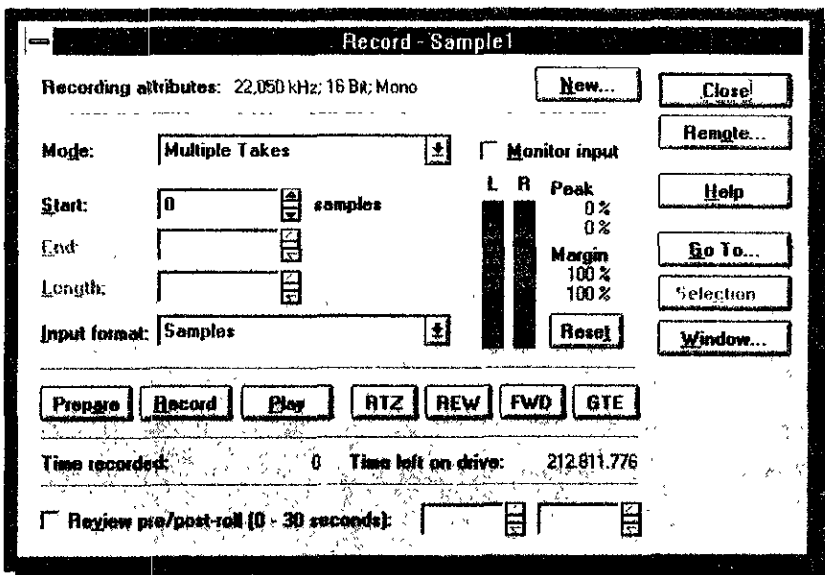 Record - Sample1
Recording attributes: 22,050 kHz; 16 Bit; Mono
New...
Close
Remote...
Mode: Multiple Takes
Monitor input
Start: 0 samples
L R Peak
0 %
0 %
Help
End:
Margin
100 %
100 %
Go To...
Length:
Selection
Input format: Samples
Reset
Window...
Prepare Record Play RTZ REW FWD GTE
Time recorded: 0 Time left on drive: 212.811.776
Review pre/post-roll (0 - 30 seconds):